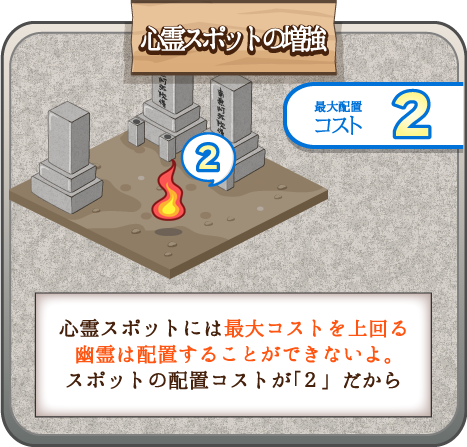 心霊スポットの増強
最大配置
コスト 2
2
心霊スポットには最大コストを上回る
幽霊は配置することができないよ。
スポットの配置コストが「2」だから